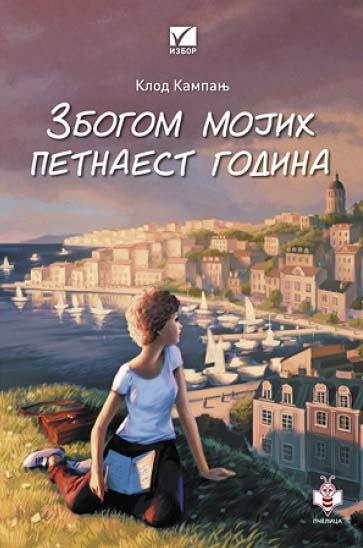 ИЗБОР
Клод Кампањ
Збогом мојих
петнаест година
ПЧЕЛИЦА